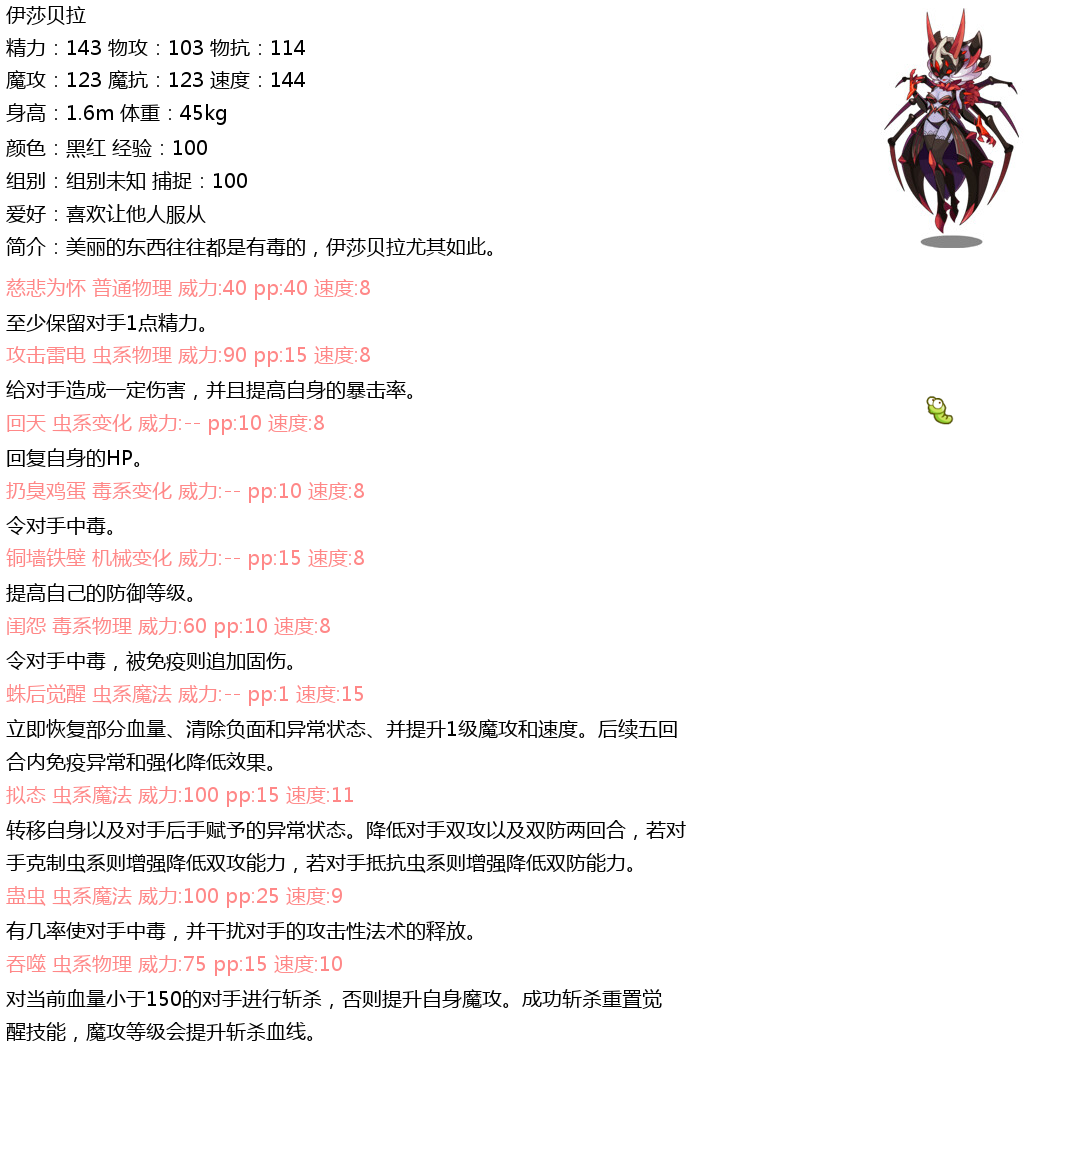 伊莎贝拉
精力：143 物攻：103 物抗：114
魔攻：123 魔抗：123 速度：144
身高：1.6m 体重：45kg
颜色：黑红 经验：100
组别：组别未知 捕捉：100
爱好：喜欢让他人服从
简介：美丽的东西往往都是有毒的，伊莎贝拉尤其如此。
慈悲为怀 普通物理 威力:40 pp:40 速度:8
至少保留对手1点精力。
攻击雷电 虫系物理 威力:90 pp:15 速度:8
给对手造成一定伤害，并且提高自身的暴击率。
回天 虫系变化 威力:-- pp:10 速度:8
回复自身的HP。
扔臭鸡蛋 毒系变化 威力:-- pp:10 速度:8
令对手中毒。
铜墙铁壁 机械变化 威力:-- pp:15 速度:8
提高自己的防御等级。
闺怨 毒系物理 威力:60 pp:10 速度:8
令对手中毒，被免疫则追加固伤。
蛛后觉醒 虫系魔法 威力:-- pp:1 速度:15
立即恢复部分血量、清除负面和异常状态、并提升1级魔攻和速度。后续五回
合内免疫异常和强化降低效果。
拟态 虫系魔法 威力:100 pp:15 速度:11
转移自身以及对手后手赋予的异常状态。降低对手双攻以及双防两回合，若对
手克制虫系则增强降低双攻能力，若对手抵抗虫系则增强降低双防能力。
蛊虫 虫系魔法 威力:100 pp:25 速度:9
有几率使对手中毒，并干扰对手的攻击性法术的释放。
吞噬 虫系物理 威力:75 pp:15 速度:10
对当前血量小于150的对手进行斩杀，否则提升自身魔攻。成功斩杀重置觉
醒技能，魔攻等级会提升斩杀血线。